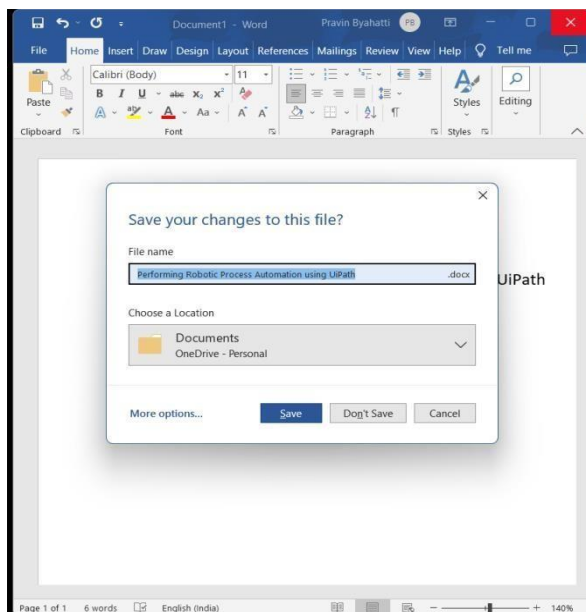 Document1 - Word
Pravin Byahatti
PB
File Home Insert Draw Design Layout References Mailings Review View Help Tell me
Calibri (Body) 11
Paste
B I U abc X₂ X²
A aby A Aa A A
Styles
Editing
Clipboard Font Paragraph Styles
Save your changes to this file?
File name
Performing Robotic Process Automation using UiPath .docx
UiPath
Choose a Location
Documents
OneDrive - Personal
More options... Save Don't Save Cancel
Page 1 of 1 6 words English (India) 140%